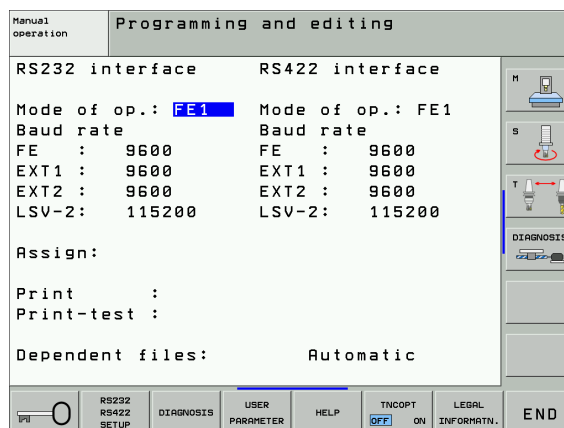 Manual
operation
Programming and editing
RS232 interface RS422 interface
Mode of op.: FE1 Mode of op.: FE1
Baud rate Baud rate
FE : 9600 FE : 9600
EXT1 : 9600 EXT1 : 9600
EXT2 : 9600 EXT2 : 9600
LSV-2: 115200 LSV-2: 115200
Assign:
Print :
Print-test :
Dependent files: Automatic
M
S
T
DIAGNOSIS
RS232
RS422
SETUP
DIAGNOSIS
USER
PARAMETER
HELP
TNCOPT
OFF ON
LEGAL
INFORMATN.
END